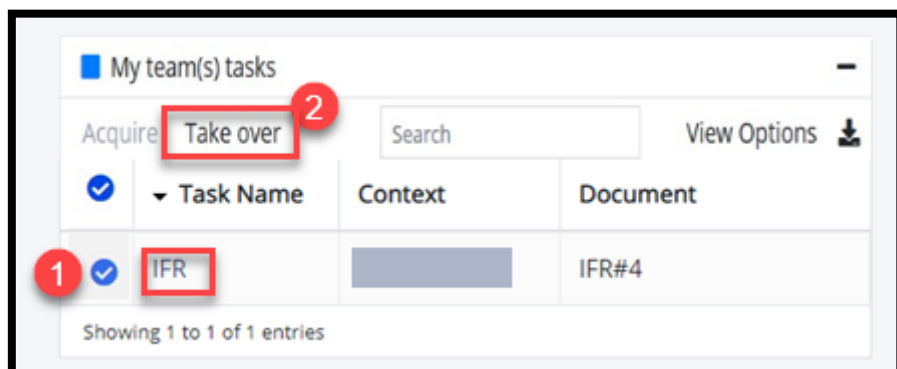 My team(s) tasks
2
Acquire Take over Search View Options
Task Name Context Document
1 IFR IFR#4
Showing 1 to 1 of 1 entries